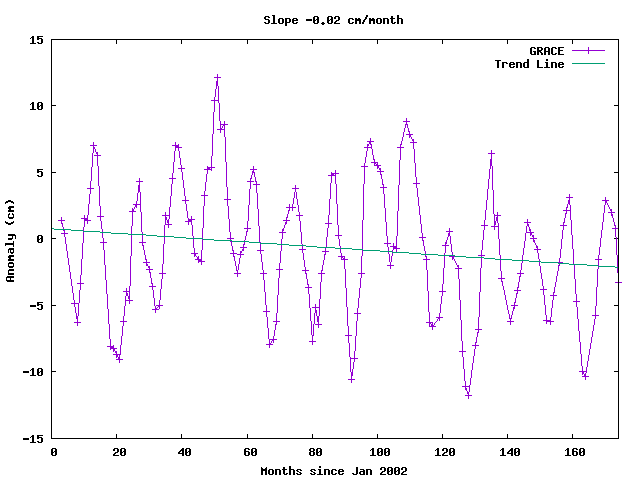 Slope -0.02 cm/month
15
GRACE
Trend Line
10
5
0
-5
-10
-15
Anomaly (cm)
0 20 40 60 80 100 120 140 160
Months since Jan 2002